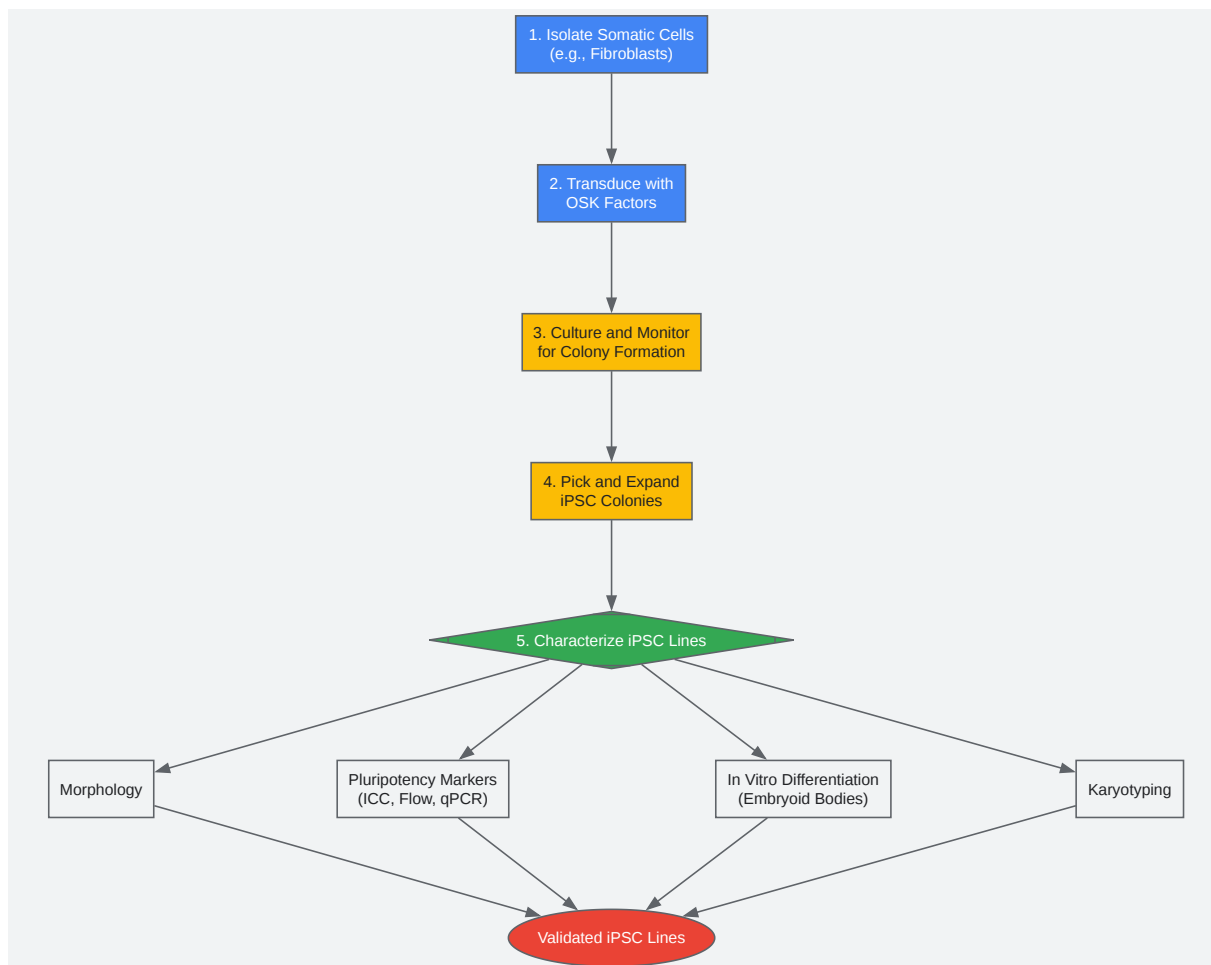 1. Isolate Somatic Cells
(e.g., Fibroblasts)
2. Transduce with
OSK Factors
3. Culture and Monitor
for Colony Formation
4. Pick and Expand
iPSC Colonies
5. Characterize iPSC Lines
Morphology
Pluripotency Markers
(ICC, Flow, qPCR)
In Vitro Differentiation
(Embryoid Bodies)
Karyotyping
Validated iPSC Lines